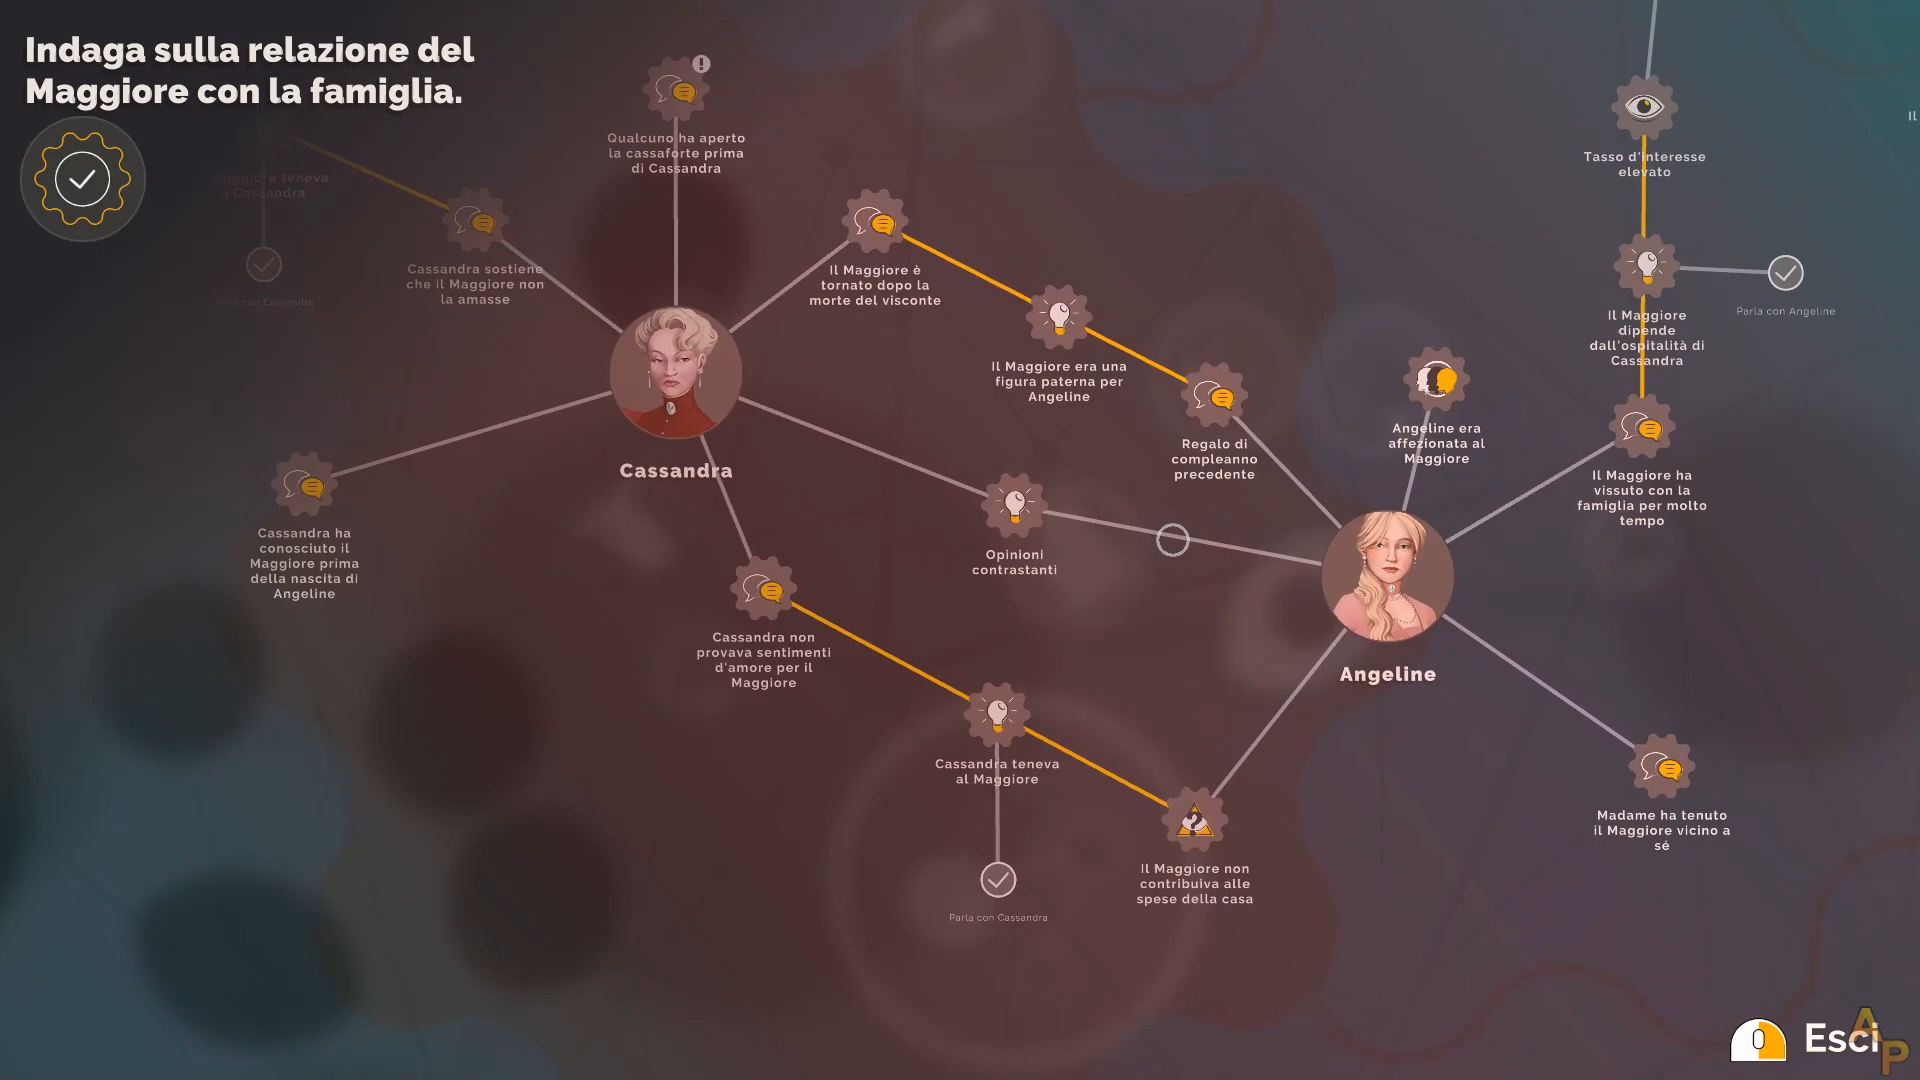 Indaga sulla relazione del
Maggiore con la famiglia.
Maggiore teneva
a Cassandra
Parla con Cassandra
Cassandra sostiene
che il Maggiore non
la amasse
Qualcuno ha aperto
la cassaforte prima
di Cassandra
Il Maggiore è
tornato dopo la
morte del visconte
Il Maggiore era una
figura paterna per
Angeline
Regalo di
compleanno
precedente
Angeline era
affezionata al
Maggiore
Tasso d'interesse
elevato
Il
Il Maggiore
dipende
dall'ospitalità di
Cassandra
Parla con Angeline
Il Maggiore ha
vissuto con la
famiglia per molto
tempo
Cassandra
Cassandra ha
conosciuto il
Maggiore prima
della nascita di
Angeline
Opinioni
contrastanti
Cassandra non
provava sentimenti
d'amore per il
Maggiore
Angeline
Cassandra teneva
al Maggiore
Parla con Cassandra
Il Maggiore non
contribuiva alle
spese della casa
Madame ha tenuto
il Maggiore vicino a
sé
Esci
AP